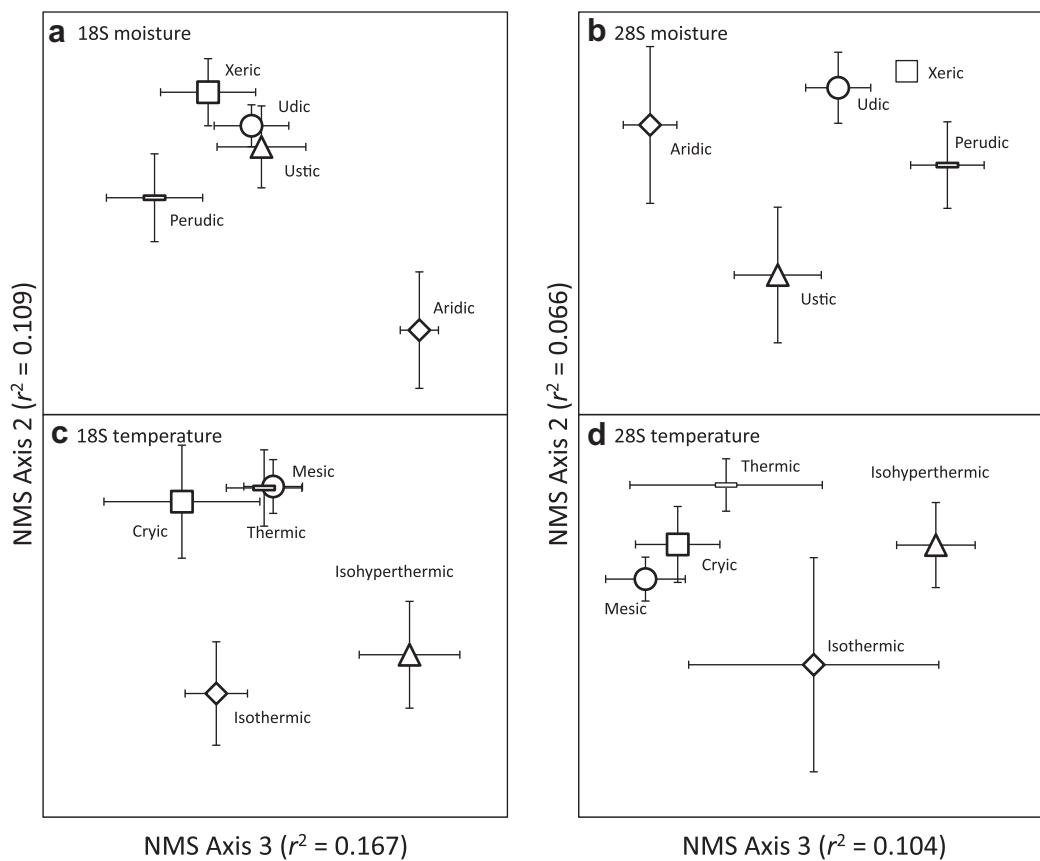 a 18S moisture
Xeric
Udic
Ustic
Perudic
Aridic
b 28S moisture
Xeric
Udic
Aridic
Perudic
Ustic
NMS Axis 2 (r² = 0.109)
NMS Axis 2 (r² = 0.066)
c 18S temperature
Mesic
Cryic
Thermic
Isohyperthermic
Isothermic
d 28S temperature
Thermic
Isohyperthermic
Cryic
Mesic
Isothermic
NMS Axis 3 (r² = 0.167)
NMS Axis 3 (r² = 0.104)